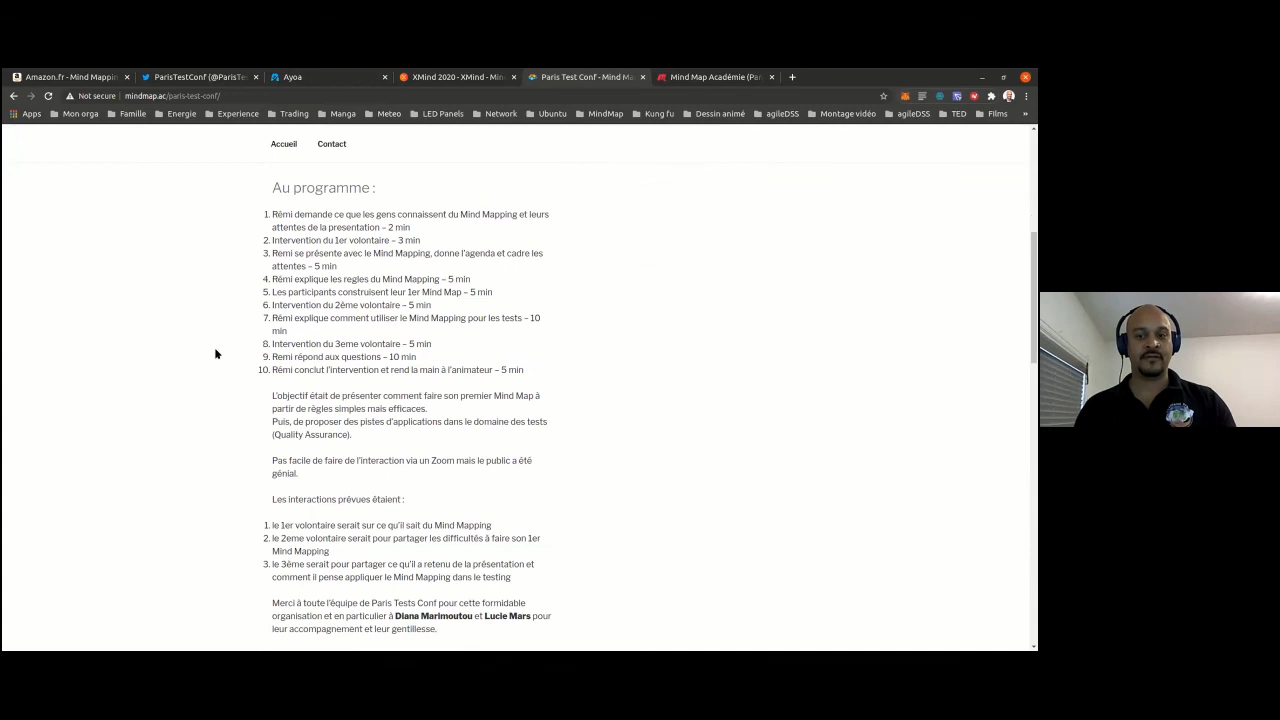 Amazon.fr - Mind Mappin
ParisTestConf (@ParisTe
Ayoa
XMind 2020 - XMind - Min
Paris Test Conf - Mind Ma
Mind Map Académie (Par
Not secure
mindmap.ac/paris-test-conf/
Apps Mon orga Famille Energie Experience Trading Manga Meteo LED Panels Network Ubuntu MindMap Kung fu Dessin animé agileDSS Montage vidéo agileDSS TED Films »
Accueil Contact
Au programme :
1. Rémi demande ce que les gens connaissent du Mind Mapping et leurs
attentes de la presentation – 2 min
2. Intervention du 1er volontaire – 3 min
3. Remi se présente avec le Mind Mapping, donne l'agenda et cadre les
attentes – 5 min
4. Rémi explique les regles du Mind Mapping – 5 min
5. Les participants construisent leur 1er Mind Map – 5 min
6. Intervention du 2ème volontaire – 5 min
7. Rémi explique comment utiliser le Mind Mapping pour les tests – 10
min
8. Intervention du 3eme volontaire – 5 min
9. Remi répond aux questions – 10 min
10. Rémi conclut l'intervention et rend la main à l'animateur – 5 min
L'objectif était de présenter comment faire son premier Mind Map à
partir de règles simples mais efficaces.
Puis, de proposer des pistes d'applications dans le domaine des tests
(Quality Assurance).
Pas facile de faire de l'interaction via un Zoom mais le public a été
génial.
Les interactions prévues étaient :
1. le 1er volontaire serait sur ce qu'il sait du Mind Mapping
2. le 2eme volontaire serait pour partager les difficultés à faire son 1er
Mind Mapping
3. le 3ème serait pour partager ce qu'il a retenu de la présentation et
comment il pense appliquer le Mind Mapping dans le testing
Merci à toute l'équipe de Paris Tests Conf pour cette formidable
organisation et en particulier à Diana Marimoutou et Lucie Mars pour
leur accompagnement et leur gentillesse.